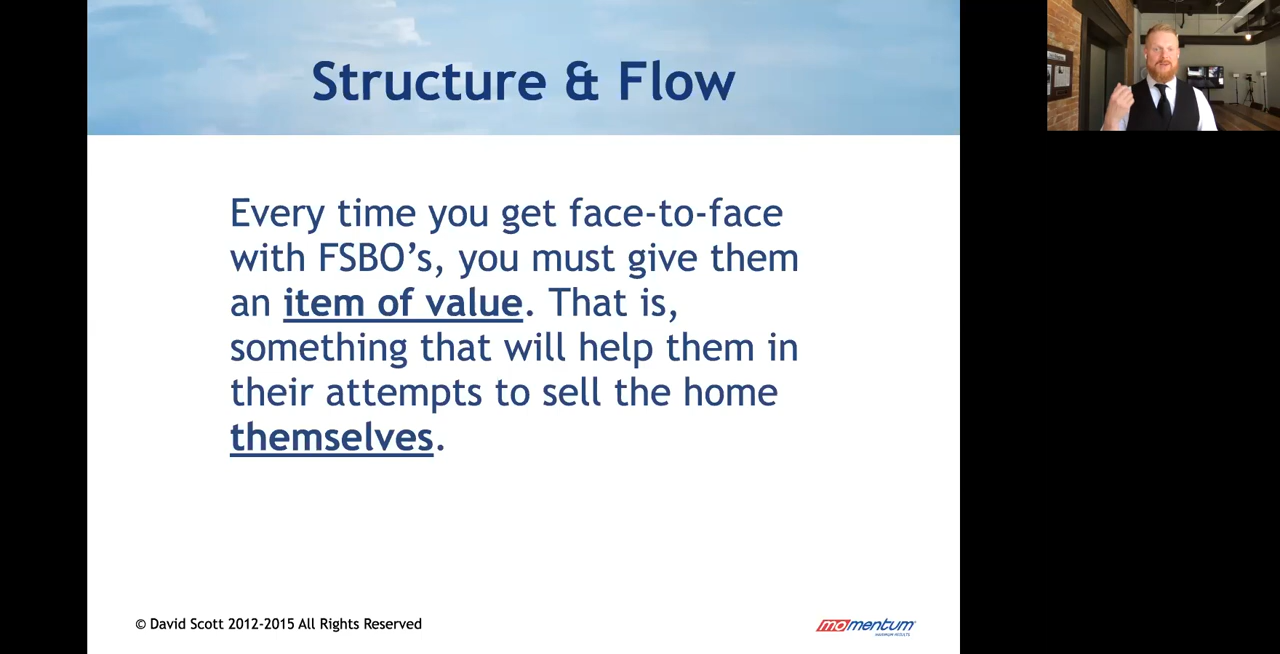 Structure & Flow
Every time you get face-to-face
with FSBO’s, you must give them
an item of value. That is,
something that will help them in
their attempts to sell the home
themselves.
© David Scott 2012-2015 All Rights Reserved
momentum
MAXIMUM RESULTS